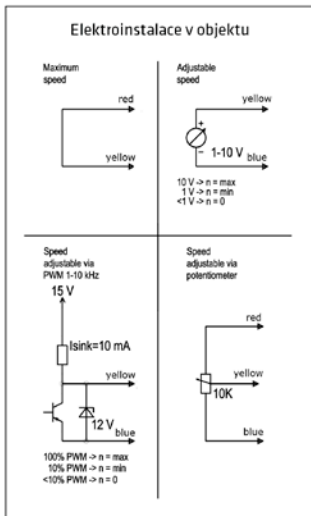 Elektroinstalace v objektu
Maximum
speed
red
yellow
Adjustable
speed
yellow
+
1-10 V
–
blue
10 V -> n = max
1 V -> n = min
<1 V -> n = 0
Speed
adjustable via
PWM 1-10 kHz
15 V
Isink=10 mA
yellow
12 V
blue
100% PWM -> n = max
10% PWM -> n = min
<10% PWM -> n = 0
Speed
adjustable via
potentiometer
red
yellow
10K
blue